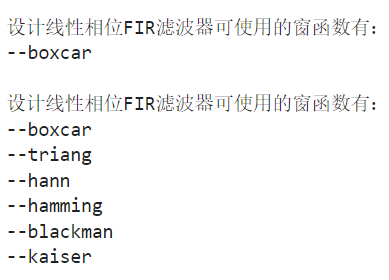 设计线性相位FIR滤波器可使用的窗函数有：
--boxcar
设计线性相位FIR滤波器可使用的窗函数有：
--boxcar
--triang
--hann
--hamming
--blackman
--kaiser